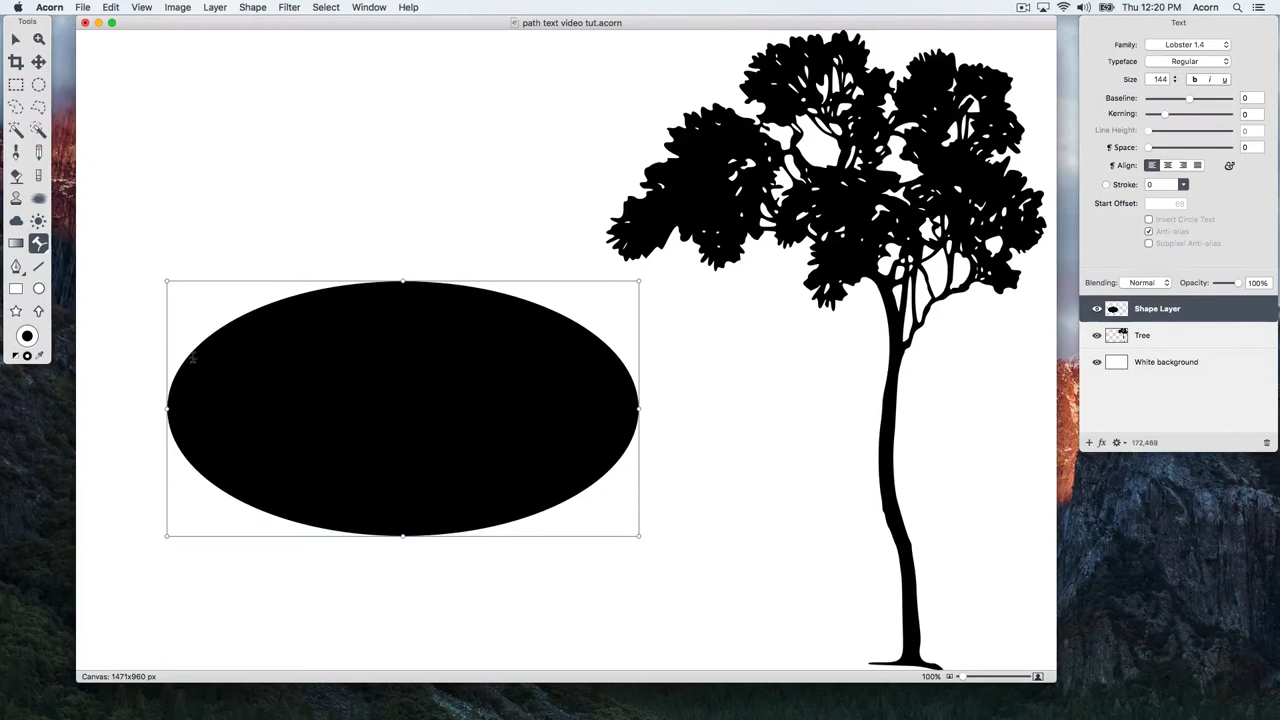 Acorn File Edit View Image Layer Shape Filter Select Window Help Thu 12:20 PM Acorn
Tools
path text video tut.acorn
Text
Family: Lobster 1.4
Typeface Regular
Size 144 b i u
Baseline: 0
Kerning: 0
Line Height: 0
¶ Space: 0
¶ Align:
Stroke: 0
Start Offset: 68
Invert Circle Text
Anti-alias
Subpixel Anti-alias
Blending: Normal Opacity: 100%
Shape Layer
Tree
White background
+ fx 172,469
Canvas: 1471x960 px 100%